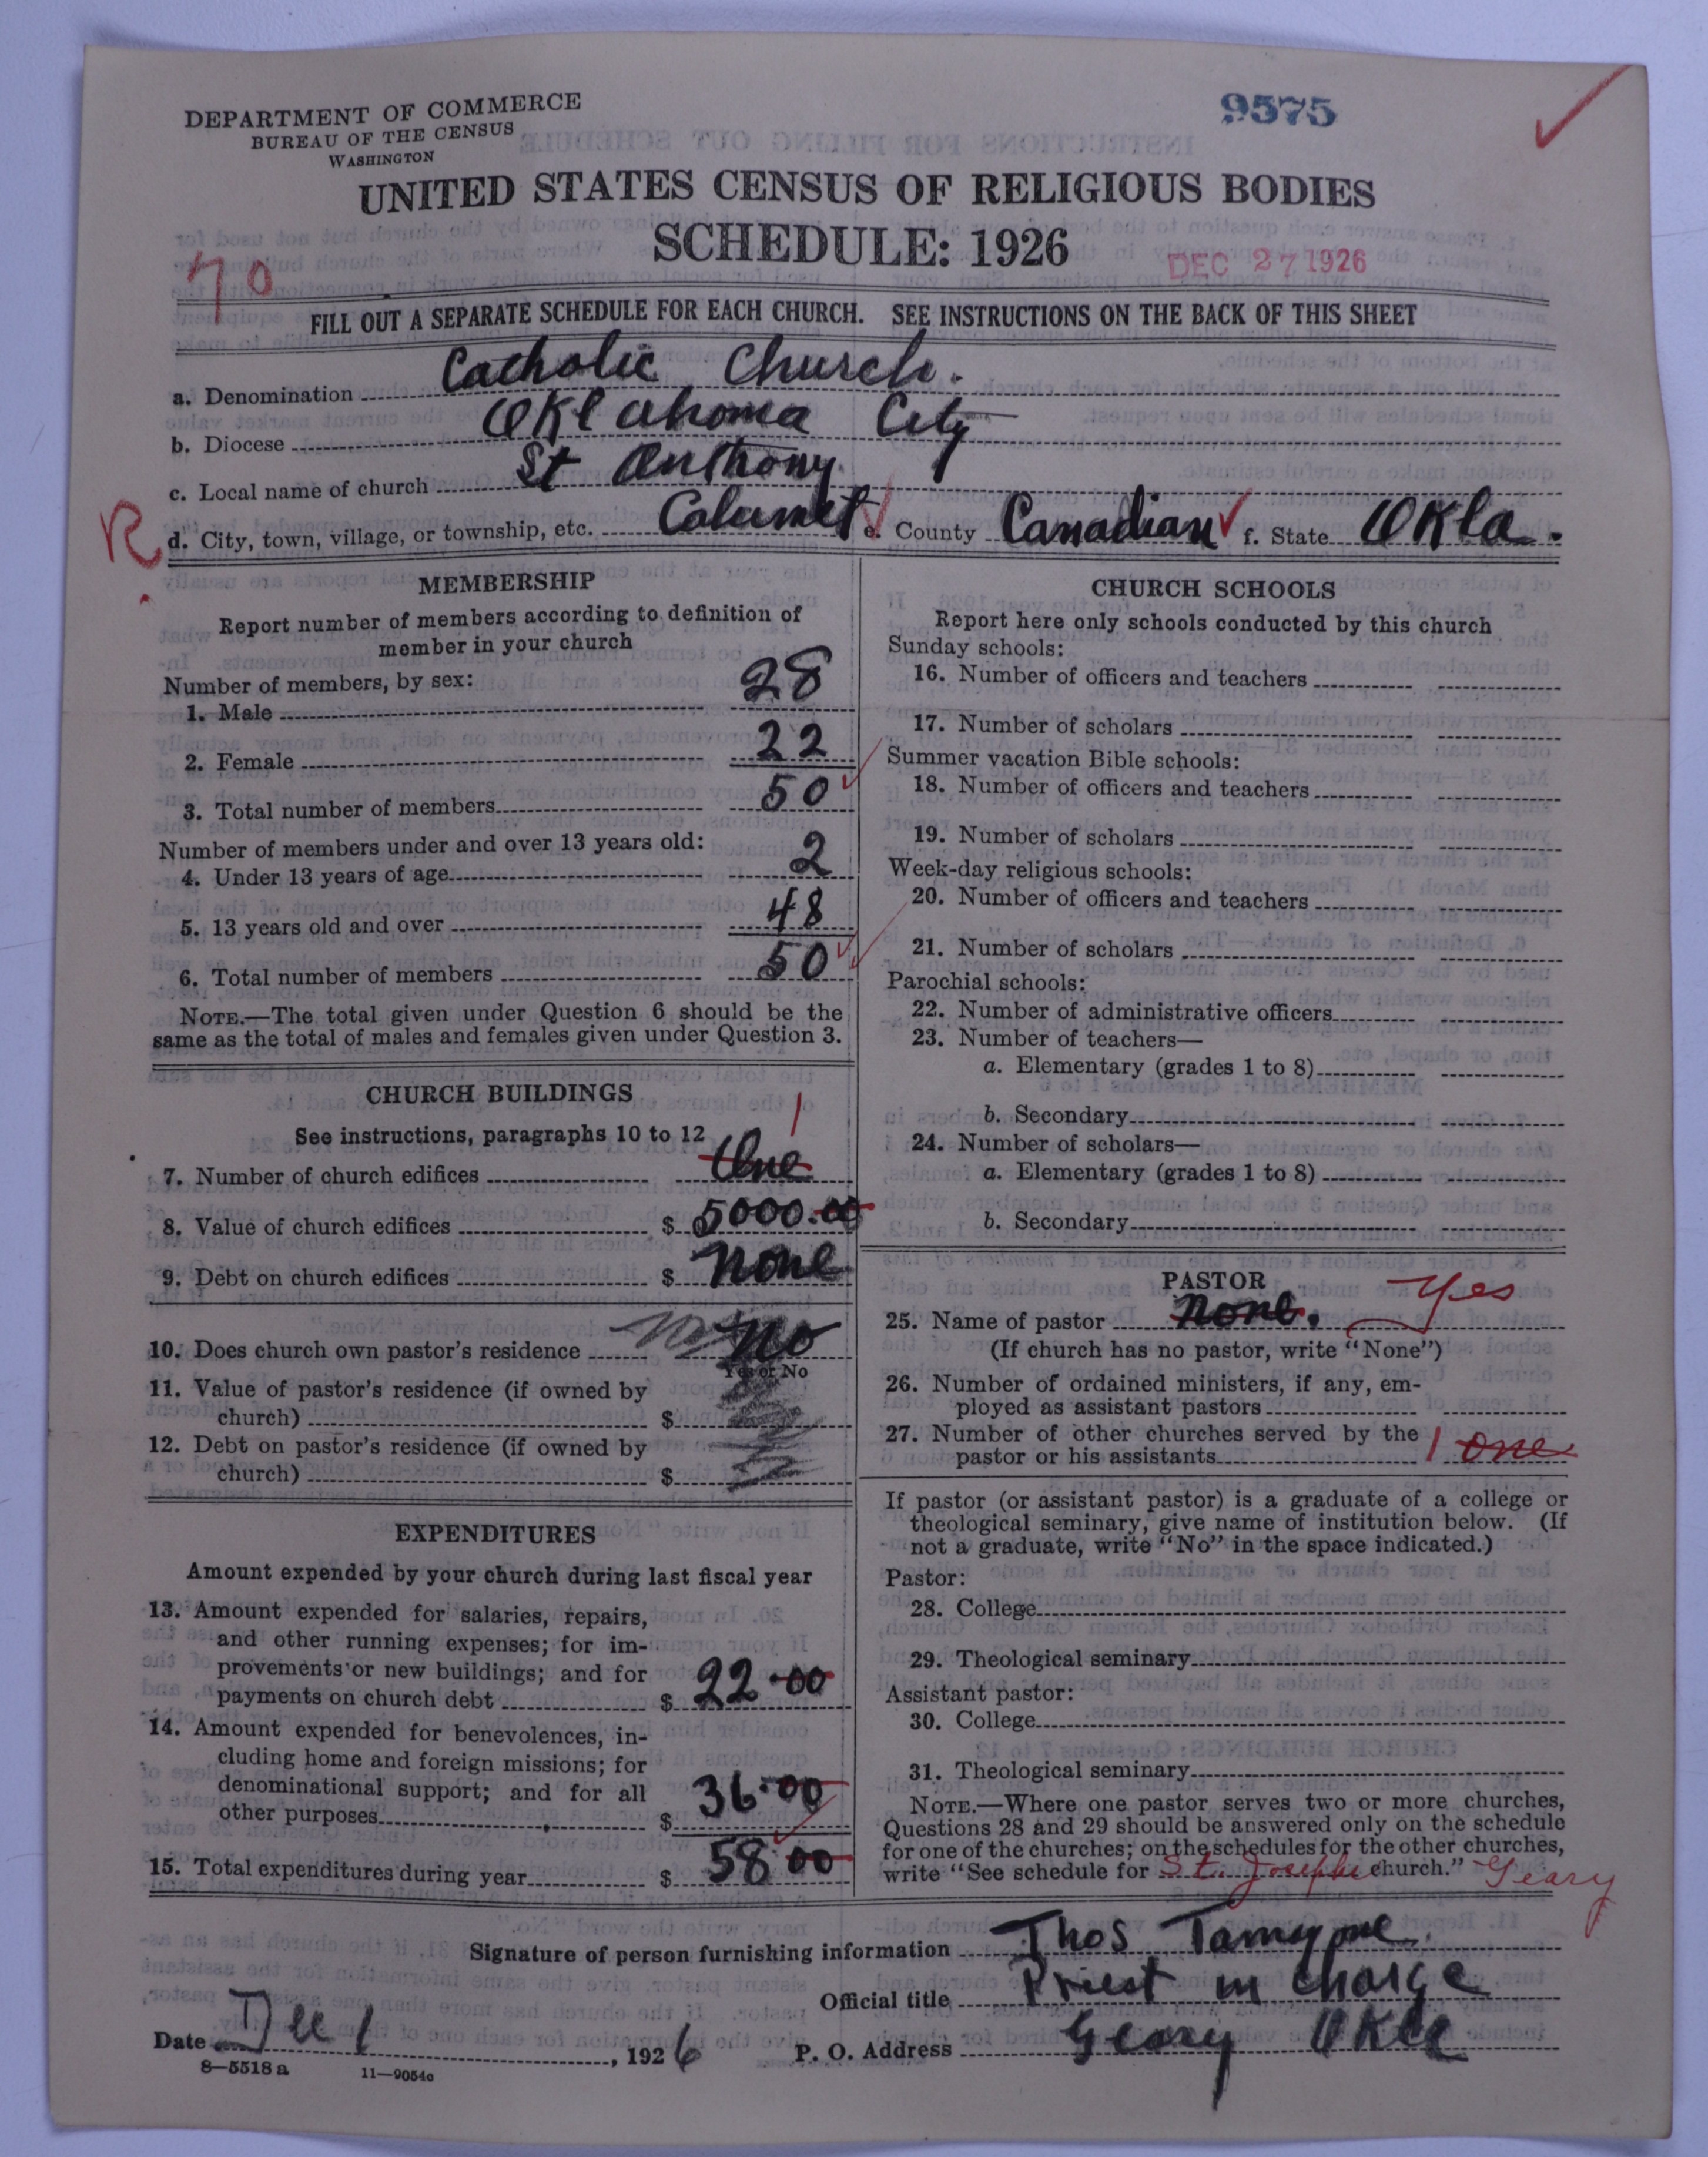 DEPARTMENT OF COMMERCE
BUREAU OF THE CENSUS
WASHINGTON
9575
UNITED STATES CENSUS OF RELIGIOUS BODIES
SCHEDULE: 1926
DEC 27 1926
70
FILL OUT A SEPARATE SCHEDULE FOR EACH CHURCH. SEE INSTRUCTIONS ON THE BACK OF THIS SHEET
a. Denomination Catholic Church.
b. Diocese Oklahoma City
c. Local name of church St Anthony
R d. City, town, village, or township, etc. Calumet e. County Canadian f. State Okla.
MEMBERSHIP
Report number of members according to definition of
member in your church
Number of members, by sex:
1. Male 28
2. Female 22
3. Total number of members 50
Number of members under and over 13 years old:
4. Under 13 years of age 2
5. 13 years old and over 48
6. Total number of members 50
NOTE.—The total given under Question 6 should be the
same as the total of males and females given under Question 3.
CHURCH BUILDINGS
See instructions, paragraphs 10 to 12
1
7. Number of church edifices One
8. Value of church edifices $ 5000.00
9. Debt on church edifices $ None
10. Does church own pastor's residence No
Yes or No
11. Value of pastor's residence (if owned by
church) $
12. Debt on pastor's residence (if owned by
church) $
EXPENDITURES
Amount expended by your church during last fiscal year
13. Amount expended for salaries, repairs,
and other running expenses; for im-
provements or new buildings; and for
payments on church debt $ 22.00
14. Amount expended for benevolences, in-
cluding home and foreign missions; for
denominational support; and for all
other purposes $ 36.00
15. Total expenditures during year $ 58 00
CHURCH SCHOOLS
Report here only schools conducted by this church
Sunday schools:
16. Number of officers and teachers
17. Number of scholars
Summer vacation Bible schools:
18. Number of officers and teachers
19. Number of scholars
Week-day religious schools:
20. Number of officers and teachers
21. Number of scholars
Parochial schools:
22. Number of administrative officers
23. Number of teachers—
a. Elementary (grades 1 to 8)
b. Secondary
24. Number of scholars—
a. Elementary (grades 1 to 8)
b. Secondary
PASTOR
25. Name of pastor None. Yes
(If church has no pastor, write "None")
26. Number of ordained ministers, if any, em-
ployed as assistant pastors
27. Number of other churches served by the
pastor or his assistants 1 one
If pastor (or assistant pastor) is a graduate of a college or
theological seminary, give name of institution below. (If
not a graduate, write "No" in the space indicated.)
Pastor:
28. College
29. Theological seminary
Assistant pastor:
30. College
31. Theological seminary
NOTE.—Where one pastor serves two or more churches,
Questions 28 and 29 should be answered only on the schedule
for one of the churches; on the schedules for the other churches,
write "See schedule for St. Josephs church." Geary
Signature of person furnishing information Thos
Official title Priest in charge
Date Dec 1, 1926 P. O. Address Geary Okla
8—5518 a 11—9054a